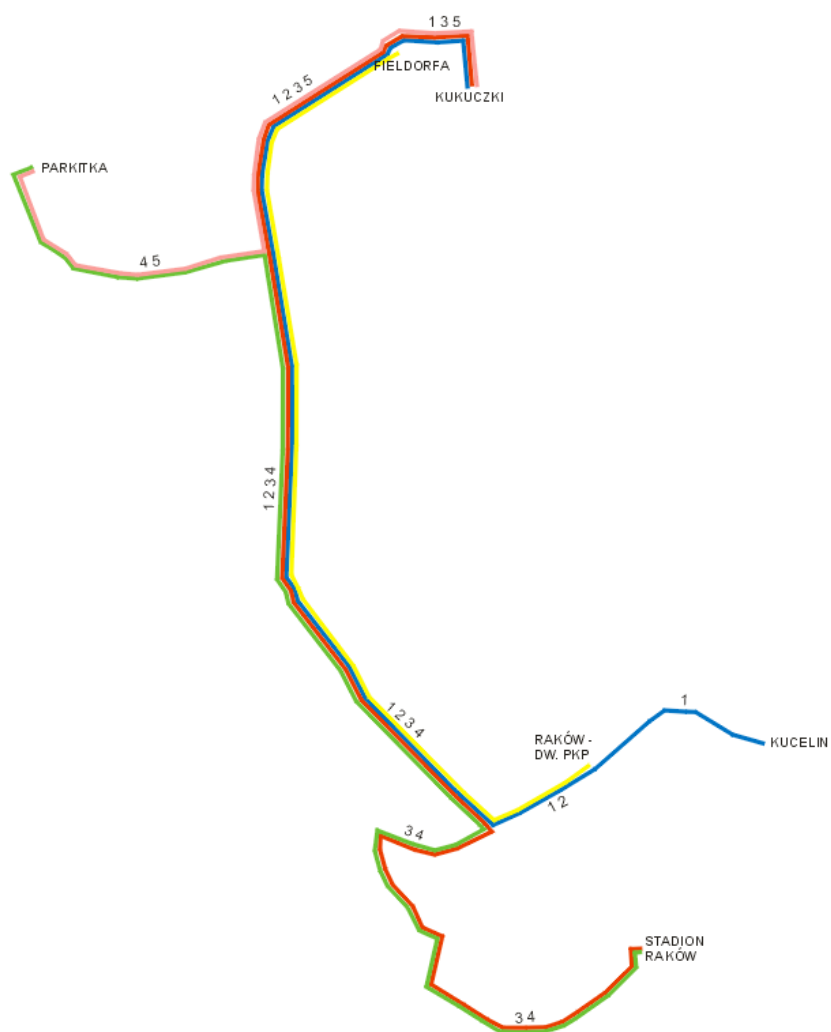 1 3 5
FIELDORFA
1 2 3 5
KUKUCZKI
PARKITKA
4 5
1 2 3 4
1 2 3 4
1
RAKÓW -
DW. PKP
KUCELIN
1 2
3 4
STADION
RAKÓW
3 4